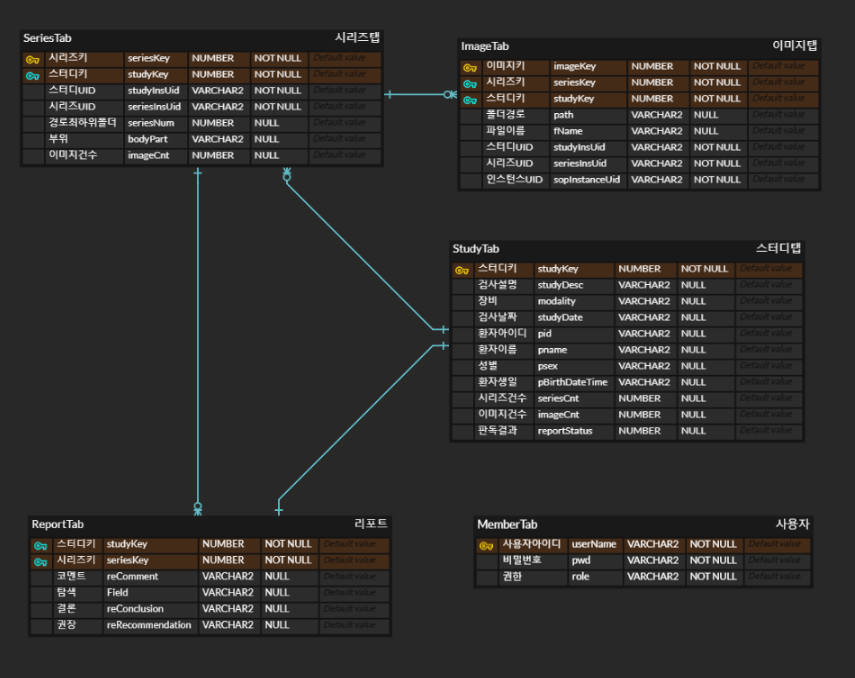 SeriesTab 시리즈탭
시리즈키 seriesKey NUMBER NOT NULL Default value
스터디키 studyKey NUMBER NOT NULL Default value
스터디UID studyInsUid VARCHAR2 NOT NULL Default value
시리즈UID seriesInsUid VARCHAR2 NOT NULL Default value
경로최하위폴더 seriesNum NUMBER NULL Default value
부위 bodyPart VARCHAR2 NULL Default value
이미지건수 imageCnt NUMBER NULL Default value
ImageTab 이미지탭
이미지키 imageKey NUMBER NOT NULL Default value
시리즈키 seriesKey NUMBER NOT NULL Default value
스터디키 studyKey NUMBER NOT NULL Default value
폴더경로 path VARCHAR2 NULL Default value
파일이름 fName VARCHAR2 NULL Default value
스터디UID studyInsUid VARCHAR2 NOT NULL Default value
시리즈UID seriesInsUid VARCHAR2 NOT NULL Default value
인스턴스UID sopInstanceUid VARCHAR2 NOT NULL Default value
StudyTab 스터디탭
스터디키 studyKey NUMBER NOT NULL Default value
검사설명 studyDesc VARCHAR2 NULL Default value
장비 modality VARCHAR2 NULL Default value
검사날짜 studyDate VARCHAR2 NULL Default value
환자아이디 pid VARCHAR2 NULL Default value
환자이름 pname VARCHAR2 NULL Default value
성별 psex VARCHAR2 NULL Default value
환자생일 pBirthDateTime VARCHAR2 NULL Default value
시리즈건수 seriesCnt NUMBER NULL Default value
이미지건수 imageCnt NUMBER NULL Default value
판독결과 reportStatus NUMBER NULL Default value
ReportTab 리포트
스터디키 studyKey NUMBER NOT NULL Default value
시리즈키 seriesKey NUMBER NOT NULL Default value
코멘트 reComment VARCHAR2 NULL Default value
탐색 Field VARCHAR2 NULL Default value
결론 reConclusion VARCHAR2 NULL Default value
권장 reRecommendation VARCHAR2 NULL Default value
MemberTab 사용자
사용자아이디 userName VARCHAR2 NOT NULL Default value
비밀번호 pwd VARCHAR2 NOT NULL Default value
권한 role VARCHAR2 NOT NULL Default value